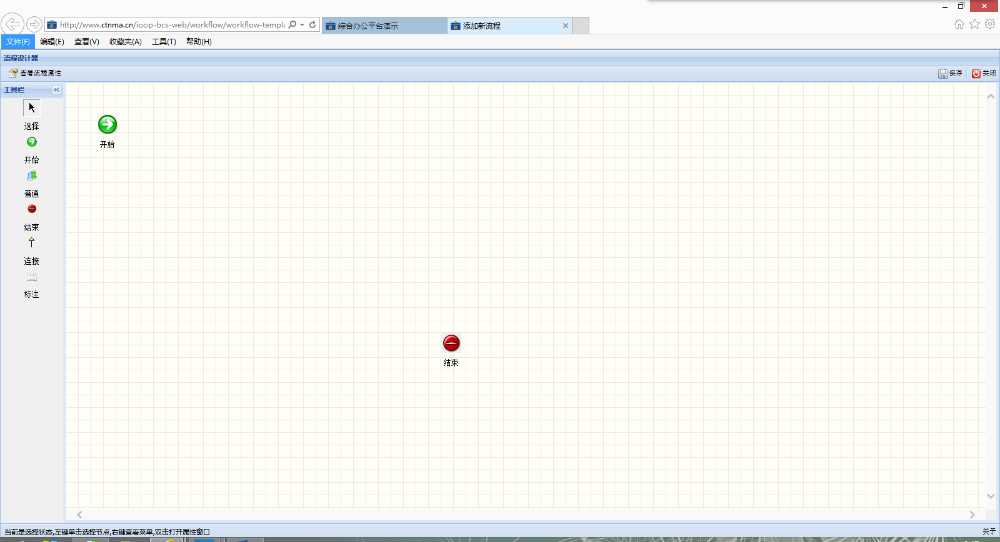 http://www.ctnma.cn/ioop-bcs-web/workflow/workflow-templa
综合办公平台演示
添加新流程
文件(F) 编辑(E) 查看(V) 收藏夹(A) 工具(T) 帮助(H)
流程设计器
查看流程属性
保存
关闭
工具栏
选择
开始
普通
结束
连接
标注
开始
结束
当前是选择状态,左键单击选择节点,右键查看菜单,双击打开属性窗口
关于